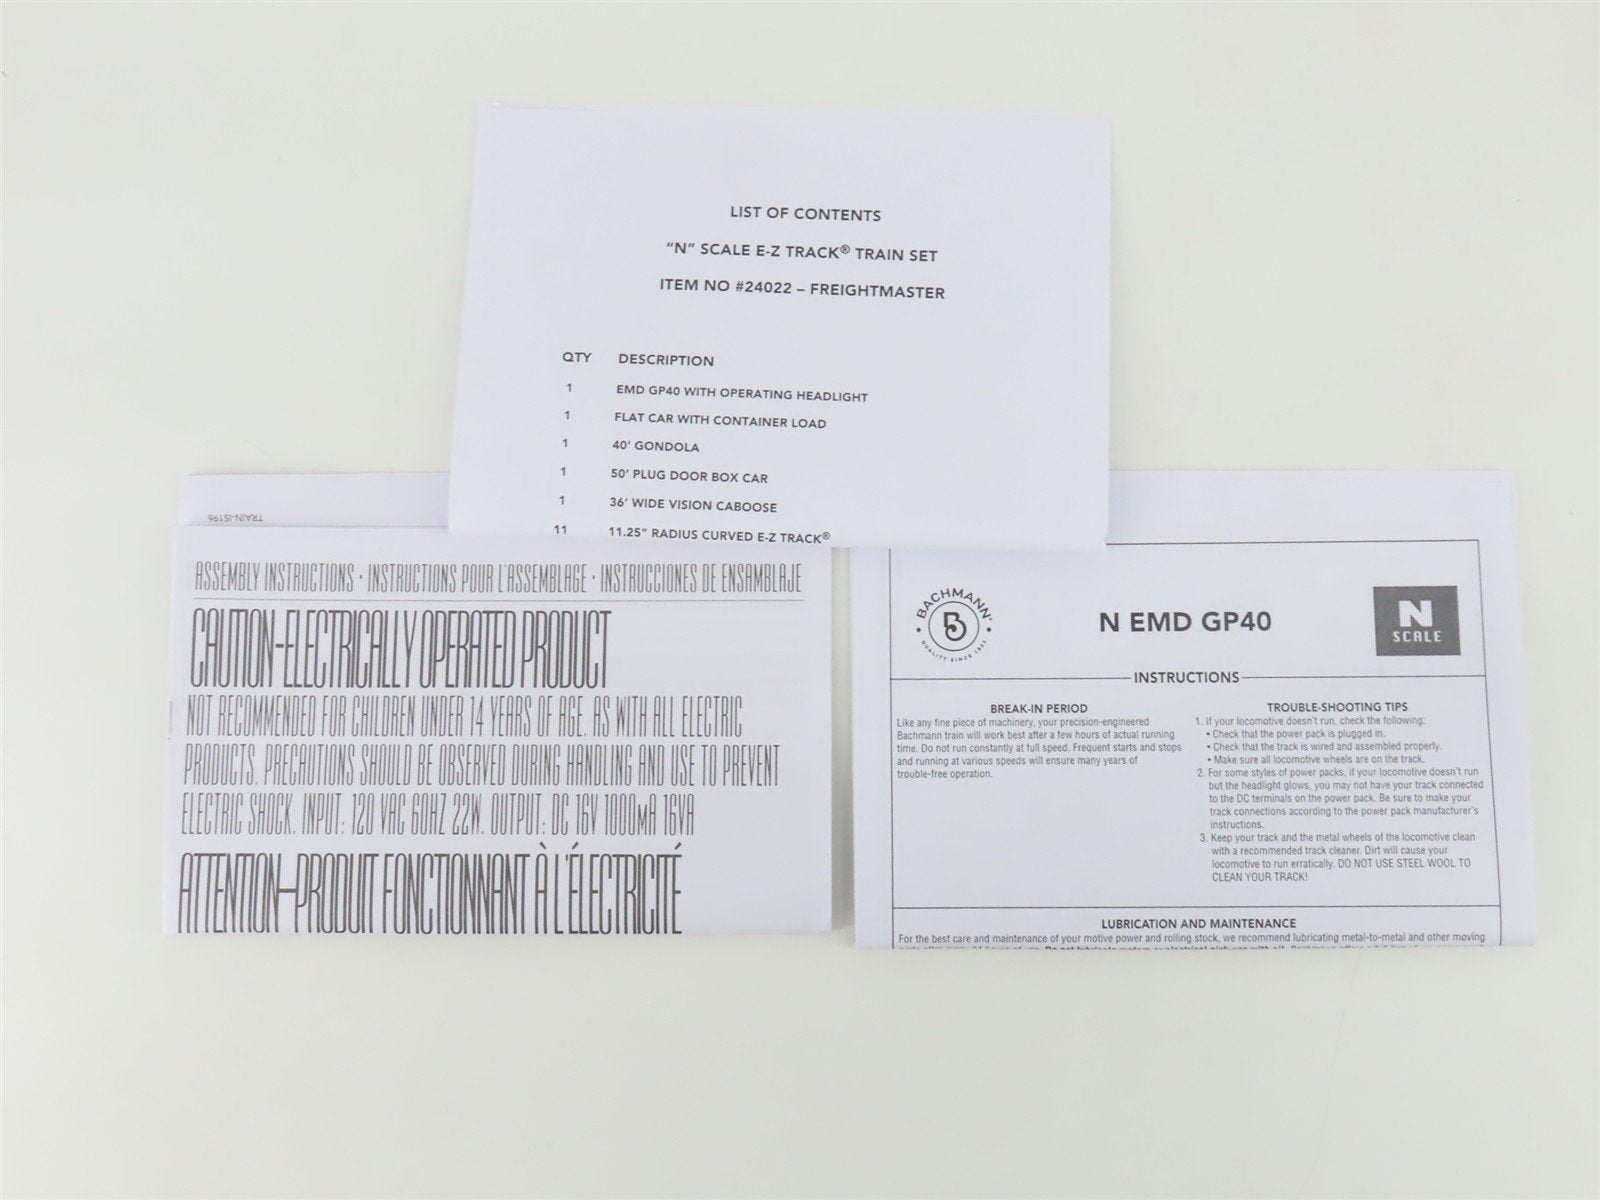 LIST OF CONTENTS
“N” SCALE E-Z TRACK® TRAIN SET
ITEM NO #24022 – FREIGHTMASTER
QTY DESCRIPTION
1 EMD GP40 WITH OPERATING HEADLIGHT
1 FLAT CAR WITH CONTAINER LOAD
1 40’ GONDOLA
1 50’ PLUG DOOR BOX CAR
1 36’ WIDE VISION CABOOSE
11 11.25” RADIUS CURVED E-Z TRACK®
TRAIN-IS196
ASSEMBLY INSTRUCTIONS · INSTRUCTIONS POUR L'ASSEMBLAGE · INSTRUCCIONES DE ENSAMBLAJE
CAUTION-ELECTRICALLY OPERATED PRODUCT
NOT RECOMMENDED FOR CHILDREN UNDER 14 YEARS OF AGE. AS WITH ALL ELECTRIC
PRODUCTS, PRECAUTIONS SHOULD BE OBSERVED DURING HANDLING AND USE TO PREVENT
ELECTRIC SHOCK. INPUT: 120 VAC 60HZ 22W. OUTPUT: DC 16V 1000mA 16VA
ATTENTION—PRODUIT FONCTIONNANT À L'ÉLECTRICITÉ
BACHMANN®
QUALITY SINCE 1833
N EMD GP40
N
SCALE
INSTRUCTIONS
BREAK-IN PERIOD
Like any fine piece of machinery, your precision-engineered
Bachmann train will work best after a few hours of actual running
time. Do not run constantly at full speed. Frequent starts and stops
and running at various speeds will ensure many years of
trouble-free operation.
TROUBLE-SHOOTING TIPS
1. If your locomotive doesn't run, check the following:
• Check that the power pack is plugged in.
• Check that the track is wired and assembled properly.
• Make sure all locomotive wheels are on the track.
2. For some styles of power packs, if your locomotive doesn't run
but the headlight glows, you may not have your track connected
to the DC terminals on the power pack. Be sure to make your
track connections according to the power pack manufacturer's
instructions.
3. Keep your track and the metal wheels of the locomotive clean
with a recommended track cleaner. Dirt will cause your
locomotive to run erratically. DO NOT USE STEEL WOOL TO
CLEAN YOUR TRACK!
LUBRICATION AND MAINTENANCE
For the best care and maintenance of your motive power and rolling stock, we recommend lubricating metal-to-metal and other moving